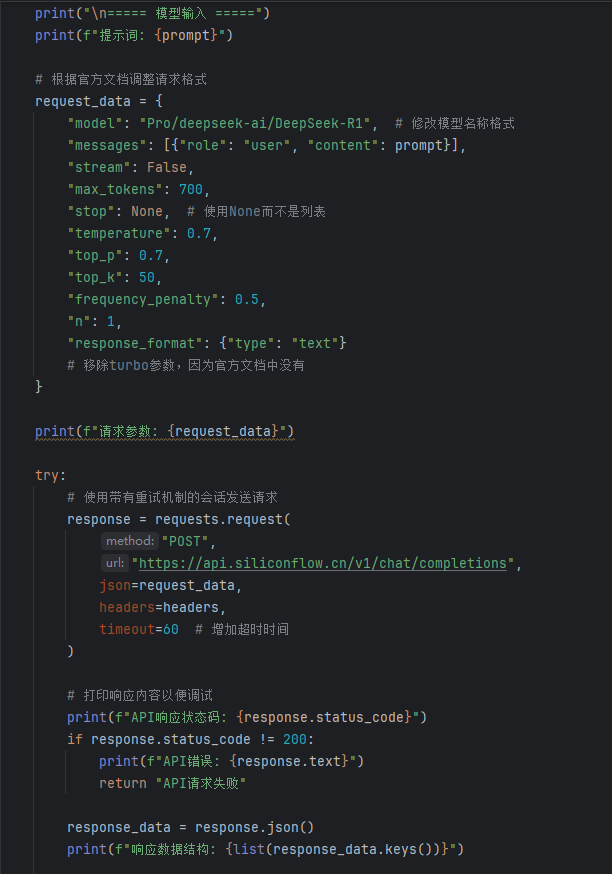 print("\n===== 模型输入 =====")
print(f"提示词: {prompt}")
# 根据官方文档调整请求格式
request_data = {
"model": "Pro/deepseek-ai/DeepSeek-R1",  # 修改模型名称格式
"messages": [{"role": "user", "content": prompt}],
"stream": False,
"max_tokens": 700,
"stop": None,  # 使用None而不是列表
"temperature": 0.7,
"top_p": 0.7,
"top_k": 50,
"frequency_penalty": 0.5,
"n": 1,
"response_format": {"type": "text"}
# 移除turbo参数，因为官方文档中没有
}
print(f"请求参数: {request_data}")
try:
# 使用带有重试机制的会话发送请求
response = requests.request(
method: "POST",
url: "https://api.siliconflow.cn/v1/chat/completions",
json=request_data,
headers=headers,
timeout=60  # 增加超时时间
)
# 打印响应内容以便调试
print(f"API响应状态码: {response.status_code}")
if response.status_code != 200:
print(f"API错误: {response.text}")
return "API请求失败"
response_data = response.json()
print(f"响应数据结构: {list(response_data.keys())}")